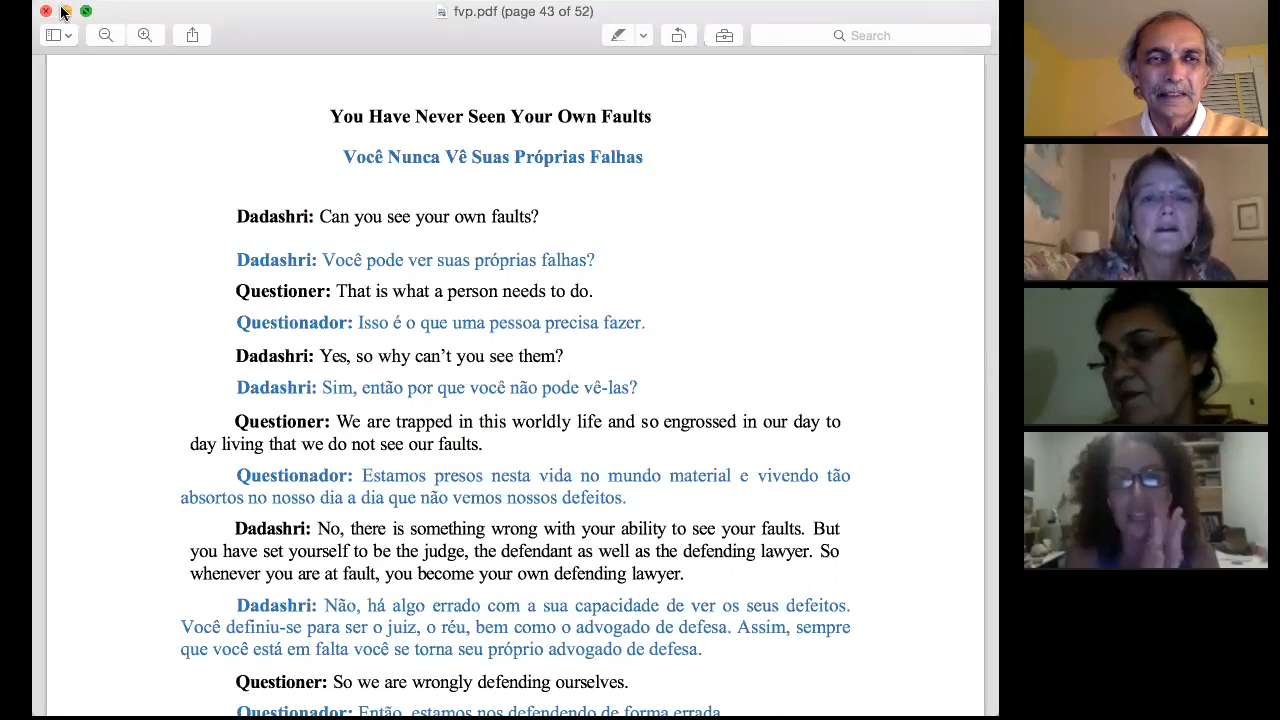 fvp.pdf (page 43 of 52)
Search
You Have Never Seen Your Own Faults
Você Nunca Vê Suas Próprias Falhas
Dadashri: Can you see your own faults?
Dadashri: Você pode ver suas próprias falhas?
Questioner: That is what a person needs to do.
Questionador: Isso é o que uma pessoa precisa fazer.
Dadashri: Yes, so why can’t you see them?
Dadashri: Sim, então por que você não pode vê-las?
Questioner: We are trapped in this worldly life and so engrossed in our day to
day living that we do not see our faults.
Questionador: Estamos presos nesta vida no mundo material e vivendo tão
absortos no nosso dia a dia que não vemos nossos defeitos.
Dadashri: No, there is something wrong with your ability to see your faults. But
you have set yourself to be the judge, the defendant as well as the defending lawyer. So
whenever you are at fault, you become your own defending lawyer.
Dadashri: Não, há algo errado com a sua capacidade de ver os seus defeitos.
Você definiu-se para ser o juiz, o réu, bem como o advogado de defesa. Assim, sempre
que você está em falta você se torna seu próprio advogado de defesa.
Questioner: So we are wrongly defending ourselves.
Questionador: Então, estamos nos defendendo de forma errada.